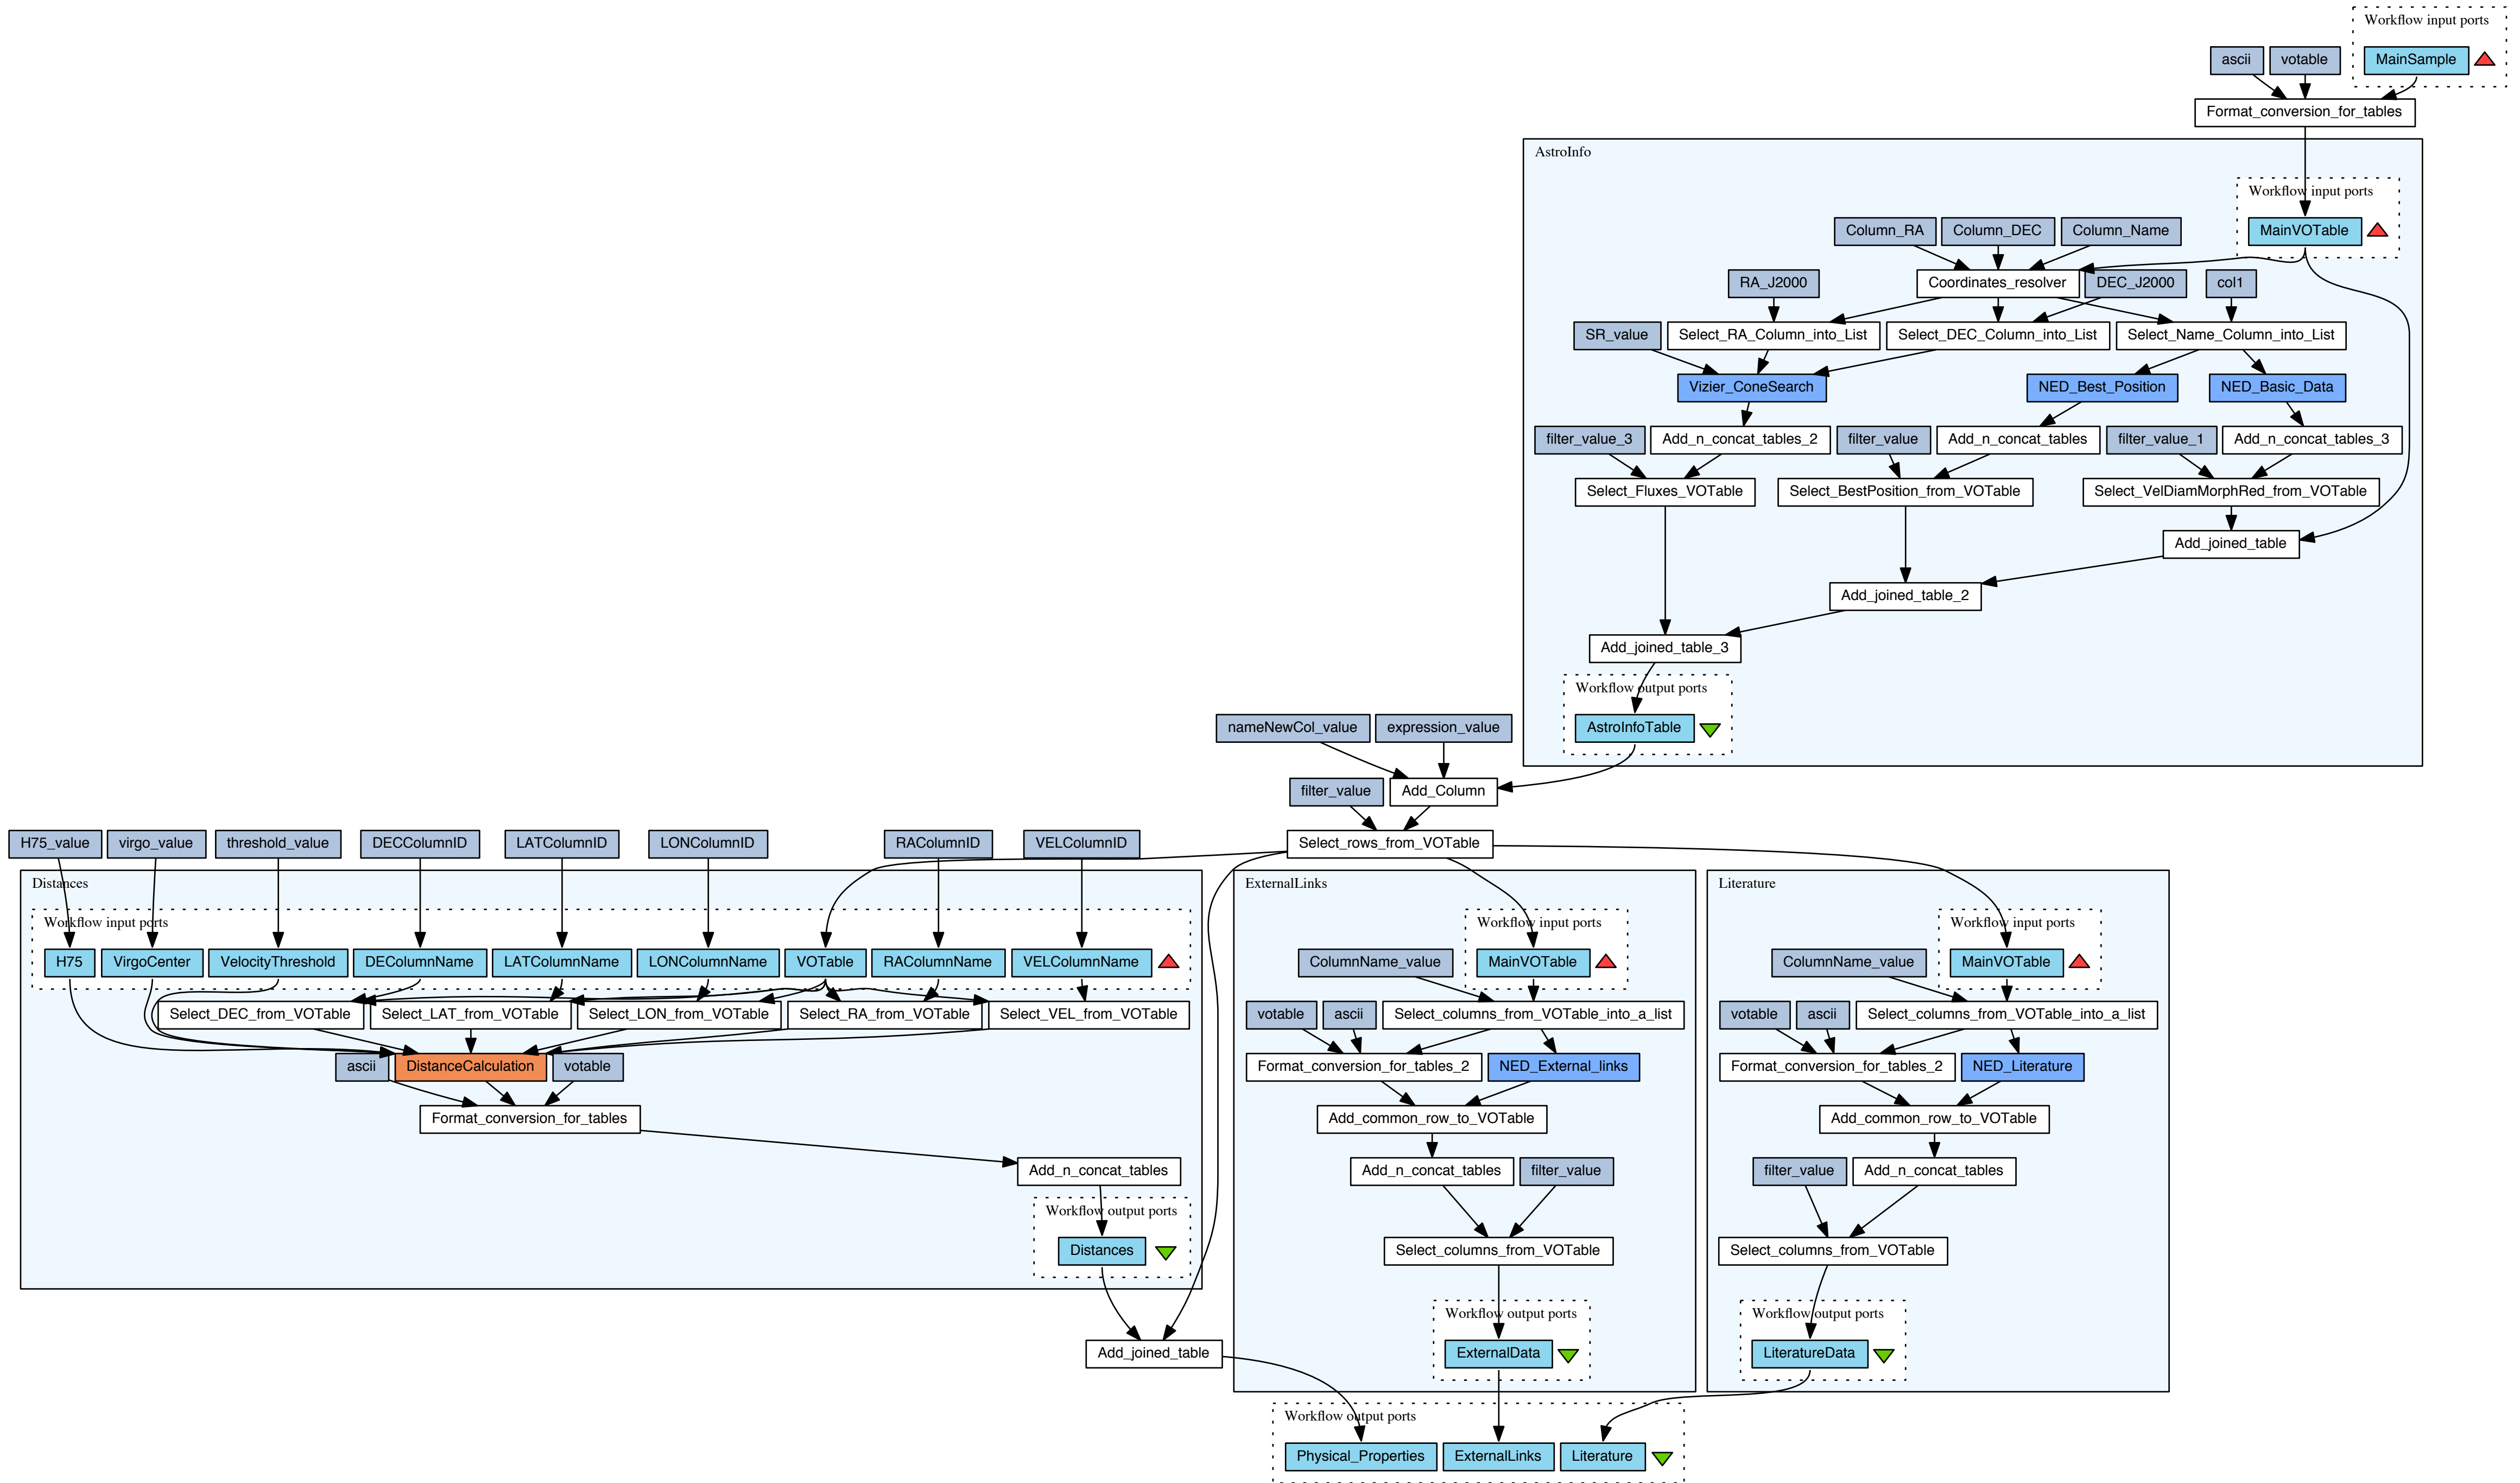 Workflow input ports
ascii
votable
MainSample
Format_conversion_for_tables
AstroInfo
Workflow input ports
Column_RA
Column_DEC
Column_Name
MainVOTable
RA_J2000
Coordinates_resolver
DEC_J2000
col1
SR_value
Select_RA_Column_into_List
Select_DEC_Column_into_List
Select_Name_Column_into_List
Vizier_ConeSearch
NED_Best_Position
NED_Basic_Data
filter_value_3
Add_n_concat_tables_2
filter_value
Add_n_concat_tables
filter_value_1
Add_n_concat_tables_3
Select_Fluxes_VOTable
Select_BestPosition_from_VOTable
Select_VelDiamMorphRed_from_VOTable
Add_joined_table
Add_joined_table_2
Add_joined_table_3
Workflow output ports
AstroInfoTable
nameNewCol_value
expression_value
filter_value
Add_Column
H75_value
virgo_value
threshold_value
DECColumnID
LATColumnID
LONColumnID
RAColumnID
VELColumnID
Select_rows_from_VOTable
Distances
Workflow input ports
H75
VirgoCenter
VelocityThreshold
DEColumnName
LATColumnName
LONColumnName
VOTable
RAColumnName
VELColumnName
Select_DEC_from_VOTable
Select_LAT_from_VOTable
Select_LON_from_VOTable
Select_RA_from_VOTable
Select_VEL_from_VOTable
ascii
DistanceCalculation
votable
Format_conversion_for_tables
Add_n_concat_tables
Workflow output ports
Distances
Add_joined_table
ExternalLinks
Workflow input ports
ColumnName_value
MainVOTable
votable
ascii
Select_columns_from_VOTable_into_a_list
Format_conversion_for_tables_2
NED_External_links
Add_common_row_to_VOTable
Add_n_concat_tables
filter_value
Select_columns_from_VOTable
Workflow output ports
ExternalData
Literature
Workflow input ports
ColumnName_value
MainVOTable
votable
ascii
Select_columns_from_VOTable_into_a_list
Format_conversion_for_tables_2
NED_Literature
Add_common_row_to_VOTable
filter_value
Add_n_concat_tables
Select_columns_from_VOTable
Workflow output ports
LiteratureData
Workflow output ports
Physical_Properties
ExternalLinks
Literature